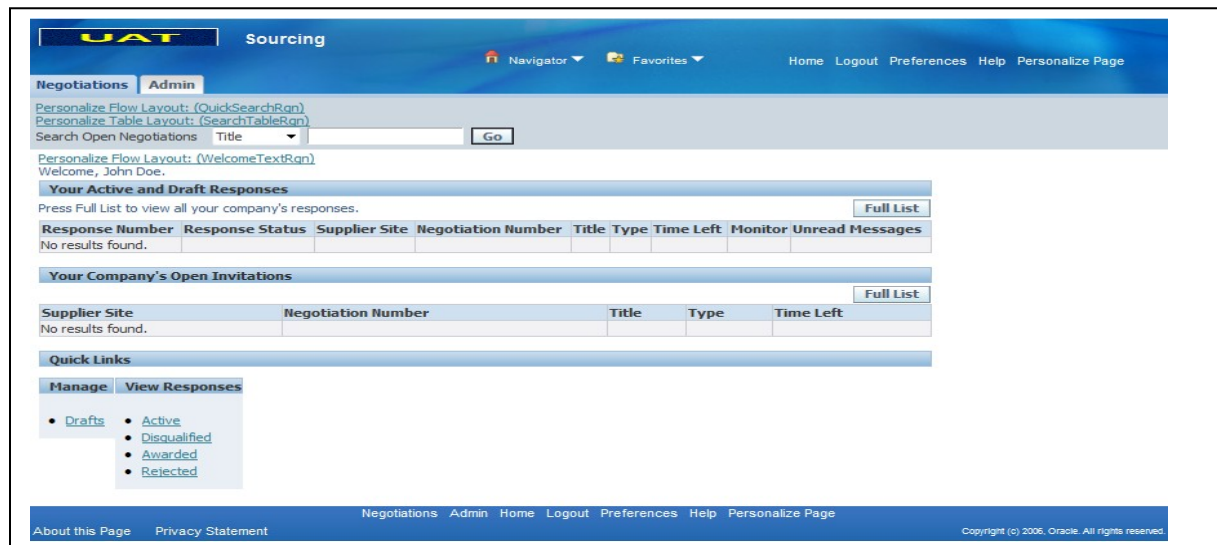 UAT Sourcing
Navigator Favorites Home Logout Preferences Help Personalize Page
Negotiations Admin
Personalize Flow Layout: (QuickSearchRgn)
Personalize Table Layout: (SearchTableRgn)
Search Open Negotiations Title Go
Personalize Flow Layout: (WelcomeTextRgn)
Welcome, John Doe.
Your Active and Draft Responses
Press Full List to view all your company's responses. Full List
Response Number Response Status Supplier Site Negotiation Number Title Type Time Left Monitor Unread Messages
No results found.
Your Company's Open Invitations
Full List
Supplier Site Negotiation Number Title Type Time Left
No results found.
Quick Links
Manage View Responses
• Drafts • Active
• Disqualified
• Awarded
• Rejected
Negotiations Admin Home Logout Preferences Help Personalize Page
About this Page Privacy Statement Copyright (c) 2006, Oracle. All rights reserved.